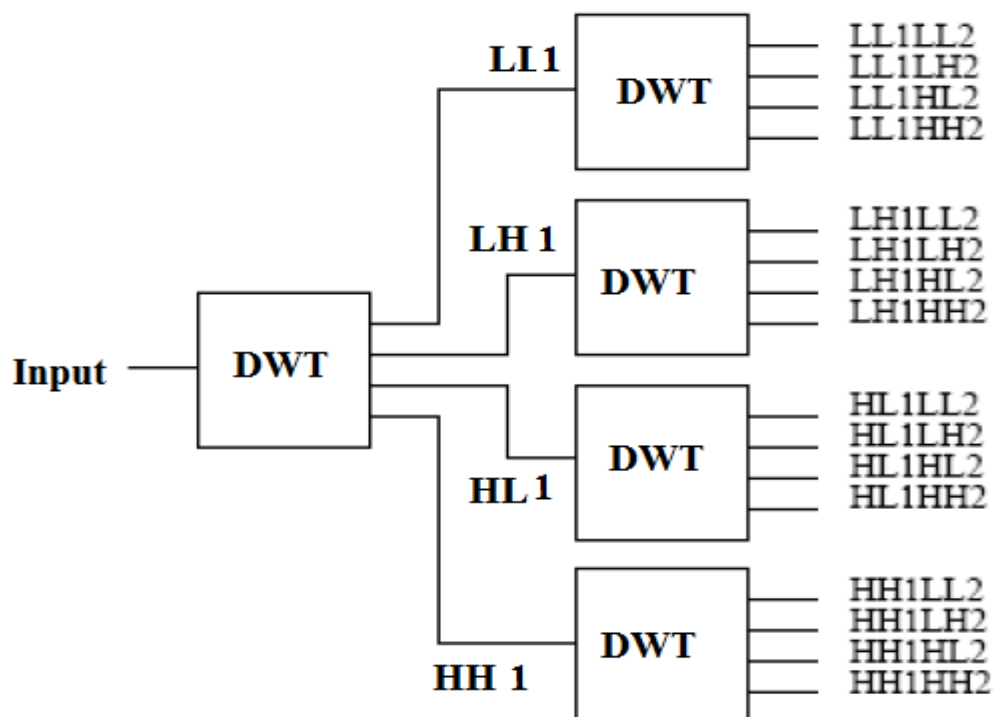 LL1
DWT
LL1LL2
LL1LH2
LL1HL2
LL1HH2
LH 1
DWT
LH1LL2
LH1LH2
LH1HL2
LH1HH2
Input
DWT
HL 1
DWT
HL1LL2
HL1LH2
HL1HL2
HL1HH2
HH 1
DWT
HH1LL2
HH1LH2
HH1HL2
HH1HH2